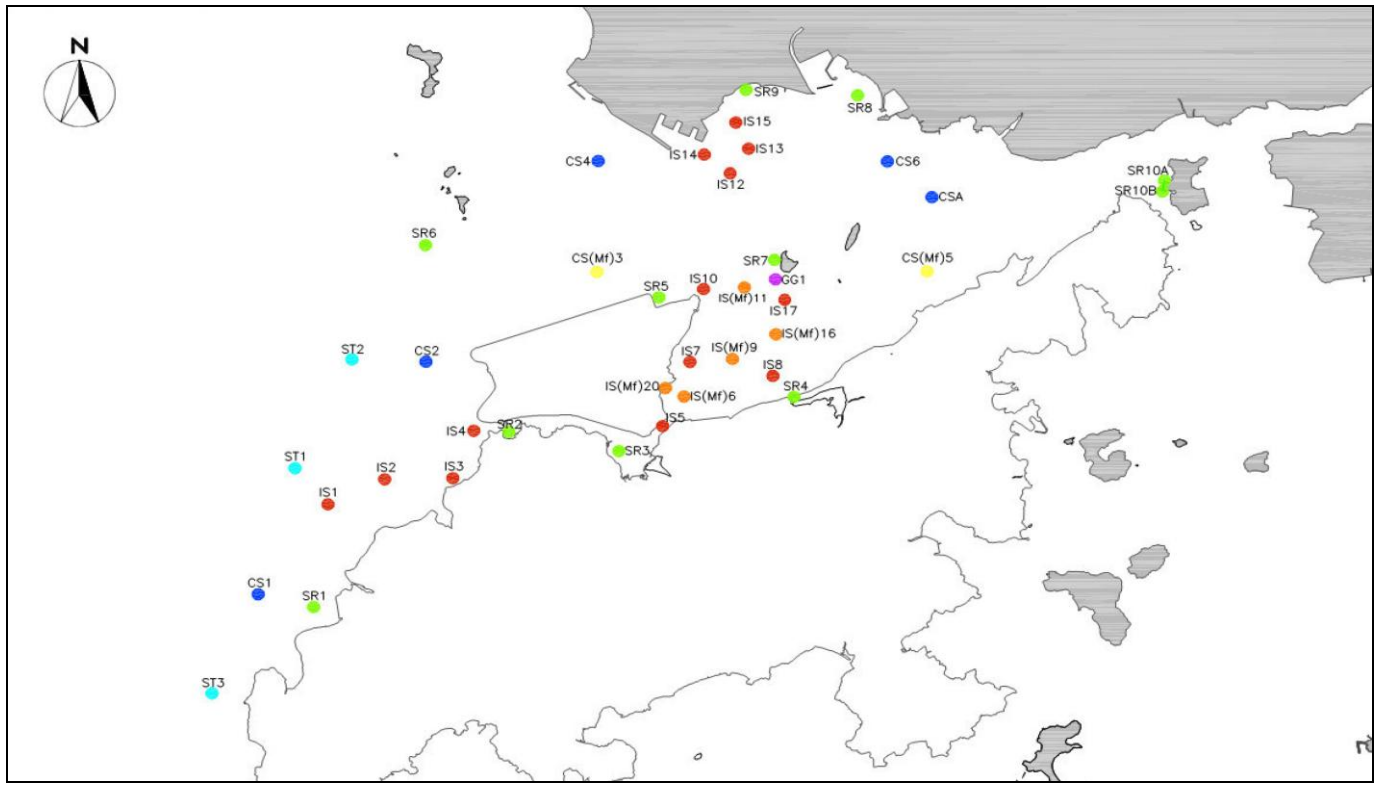 N
SR9
SR8
IS15
IS14
IS13
CS4
CS6
IS12
SR10A
SR10B
CSA
SR6
CS(Mf)3
SR7
CS(Mf)5
GG1
SR5
IS10
IS(Mf)11
IS17
IS(Mf)16
ST2
CS2
IS7
IS(Mf)9
IS8
IS(Mf)20
IS(Mf)6
SR4
IS4
SR2
IS5
SR3
ST1
IS2
IS3
IS1
CS1
SR1
ST3